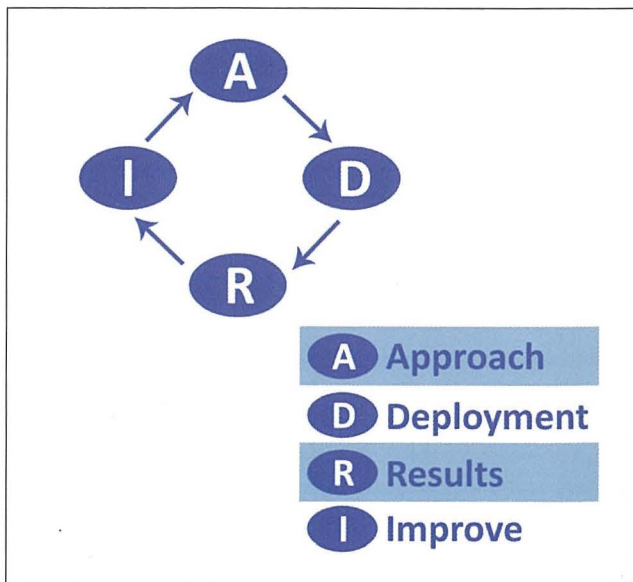 A
I
D
R
A Approach
D Deployment
R Results
I Improve